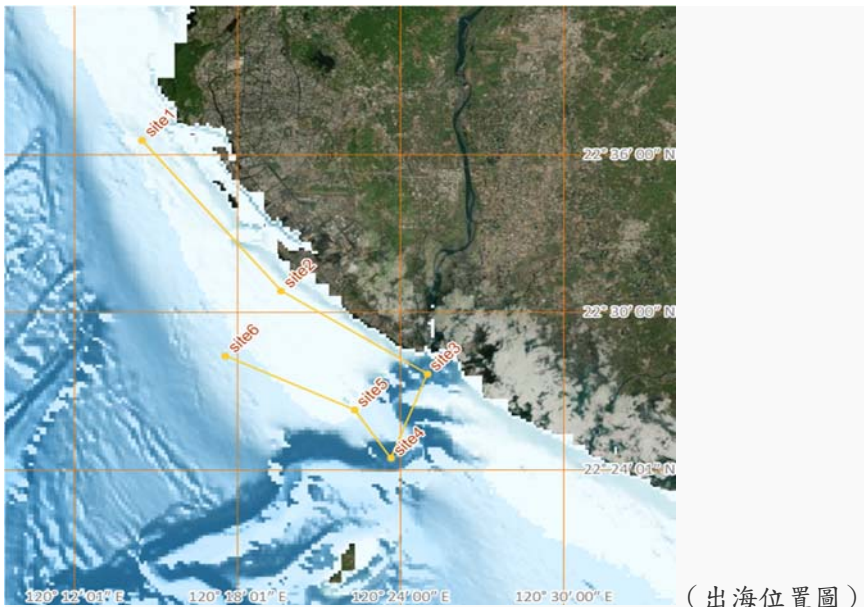 site1
22° 36' 00" N
site2
22° 30' 00" N
site6
site3
site5
site4
22° 24' 01" N
120° 12' 01" E
120° 18' 01" E
120° 24' 00" E
120° 30' 00" E
（出海位置圖）